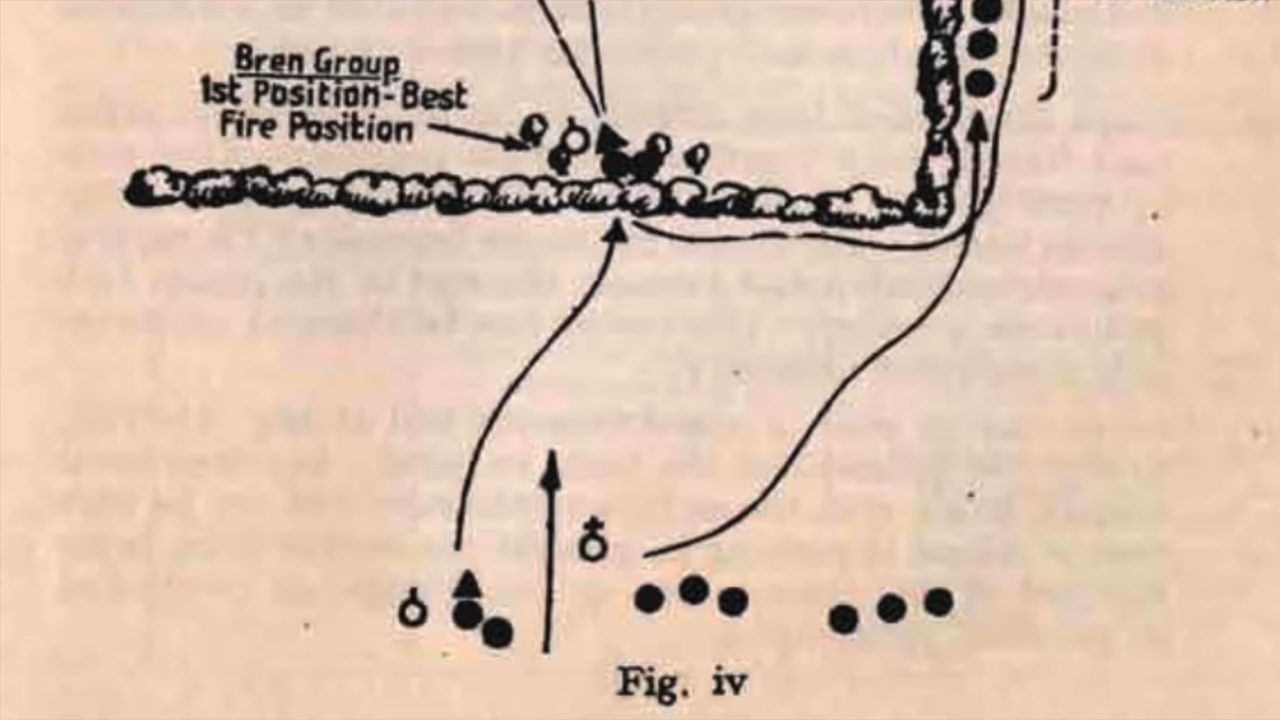 Bren Group
1st Position-Best
Fire Position
Fig. iv